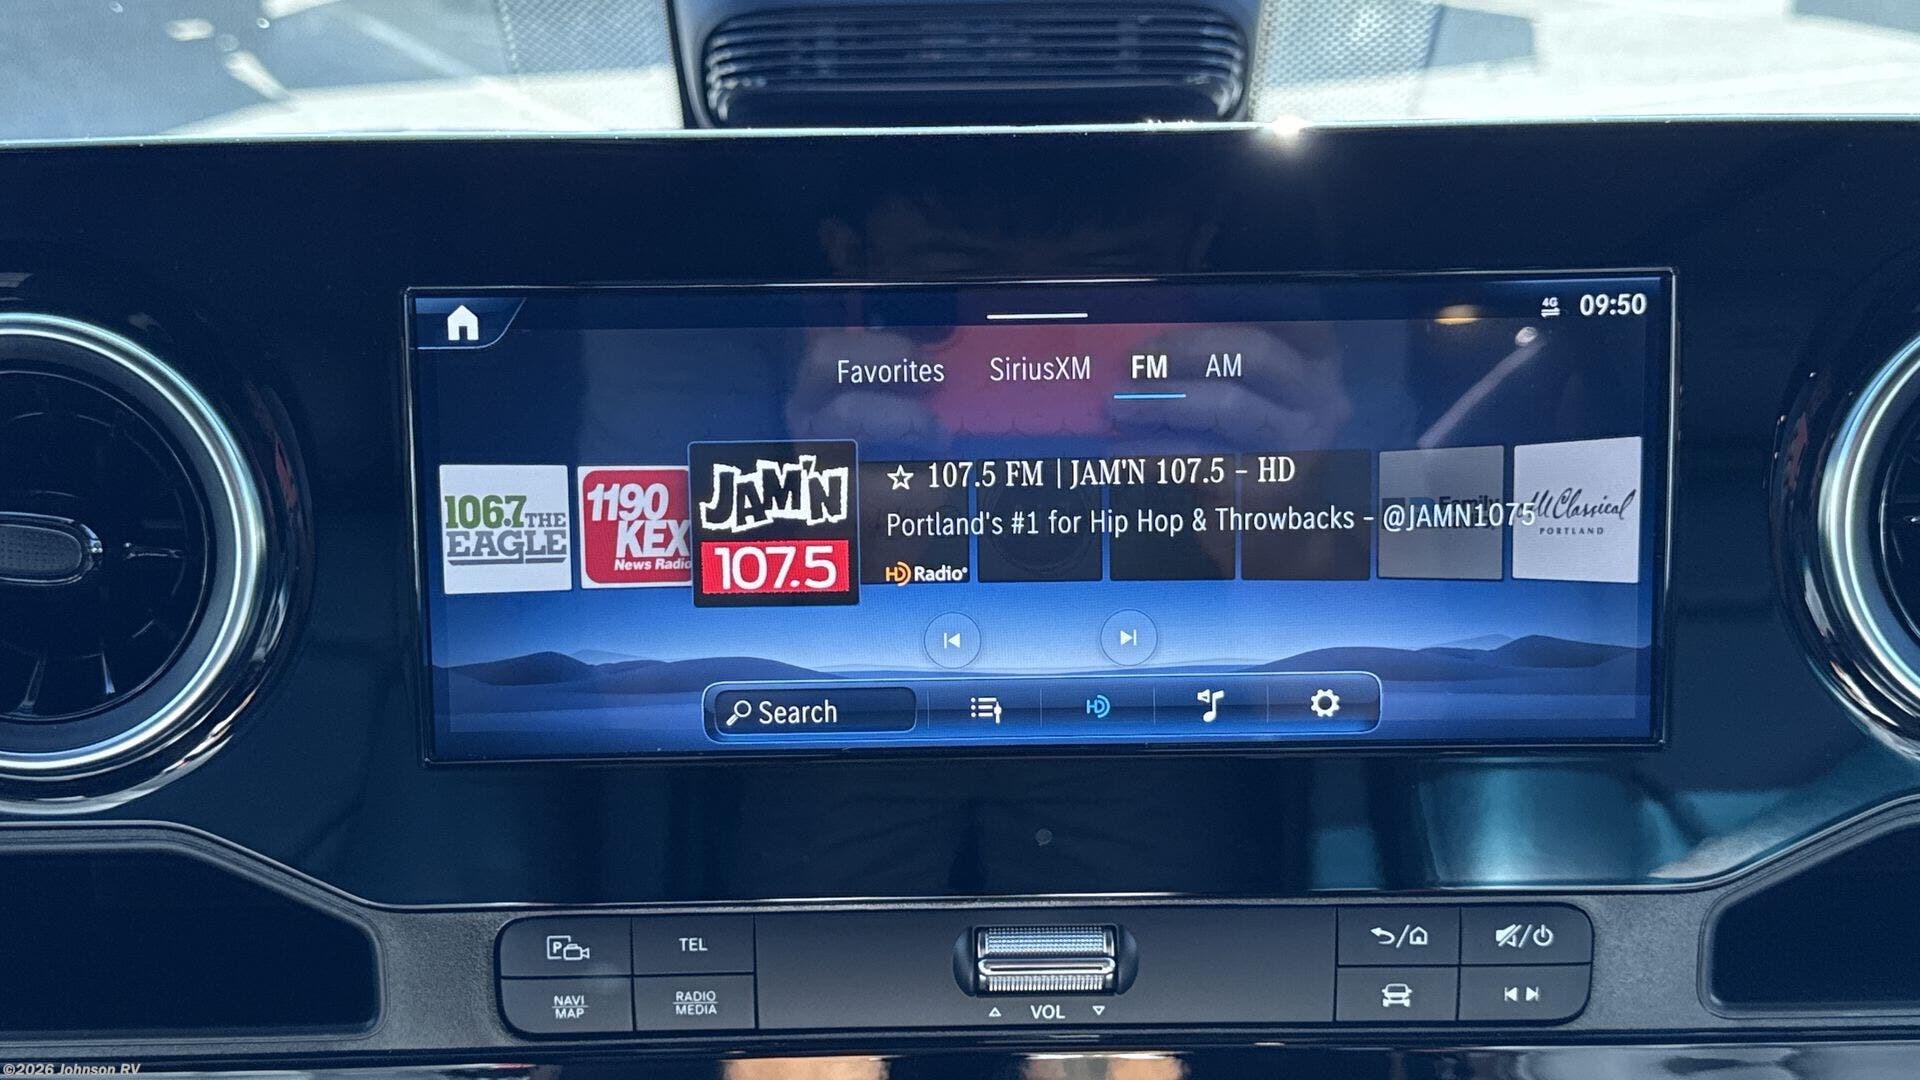 4G 09:50
Favorites SiriusXM FM AM
106.7 THE
EAGLE
1190
KEX
News Radio
JAM'N
107.5
☆ 107.5 FM | JAM'N 107.5 - HD
Portland's #1 for Hip Hop & Throwbacks - @JAMN1075
HD Radio
Family
All Classical
PORTLAND
Search
HD
P
TEL
NAVI
MAP
RADIO
MEDIA
VOL
©2026 Johnson RV